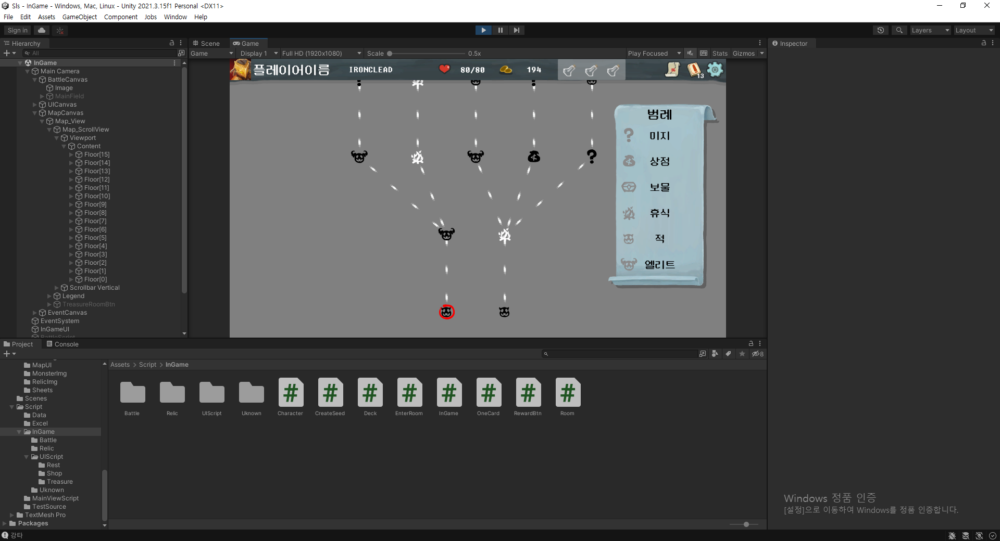 Sls - InGame - Windows, Mac, Linux - Unity 2021.3.15f1 Personal <DX11>
File Edit Assets GameObject Component Jobs Window Help
Sign in
Layers
Layout
Hierarchy
All
InGame
Main Camera
BattleCanvas
Image
MainField
UICanvas
MapCanvas
Map_View
Map_ScrollView
Viewport
Content
Floor[15]
Floor[14]
Floor[13]
Floor[12]
Floor[11]
Floor[10]
Floor[9]
Floor[8]
Floor[7]
Floor[6]
Floor[5]
Floor[4]
Floor[3]
Floor[2]
Floor[1]
Floor[0]
Scrollbar Vertical
Legend
TreasureRoomBtn
EventCanvas
EventSystem
InGameUI
BattleScript
Scene
Game
Game
Display 1
Full HD (1920x1080)
Scale
0.5x
Play Focused
Stats
Gizmos
플레이어이름
IRONCLEAD
80/80
194
13
범례
미지
상점
보물
휴식
적
엘리트
Inspector
Project
Console
8
MapUI
MonsterImg
RelicImg
Sheets
Scenes
Script
Data
Excel
InGame
Battle
Relic
UIScript
Rest
Shop
Treasure
Uknown
MainViewScript
TestSource
TextMesh Pro
Packages
Assets > Script > InGame
Battle
Relic
UIScript
Uknown
Character
CreateSeed
Deck
EnterRoom
InGame
OneCard
RewardBtn
Room
Windows 정품 인증
[설정]으로 이동하여 Windows를 정품 인증합니다.
강타